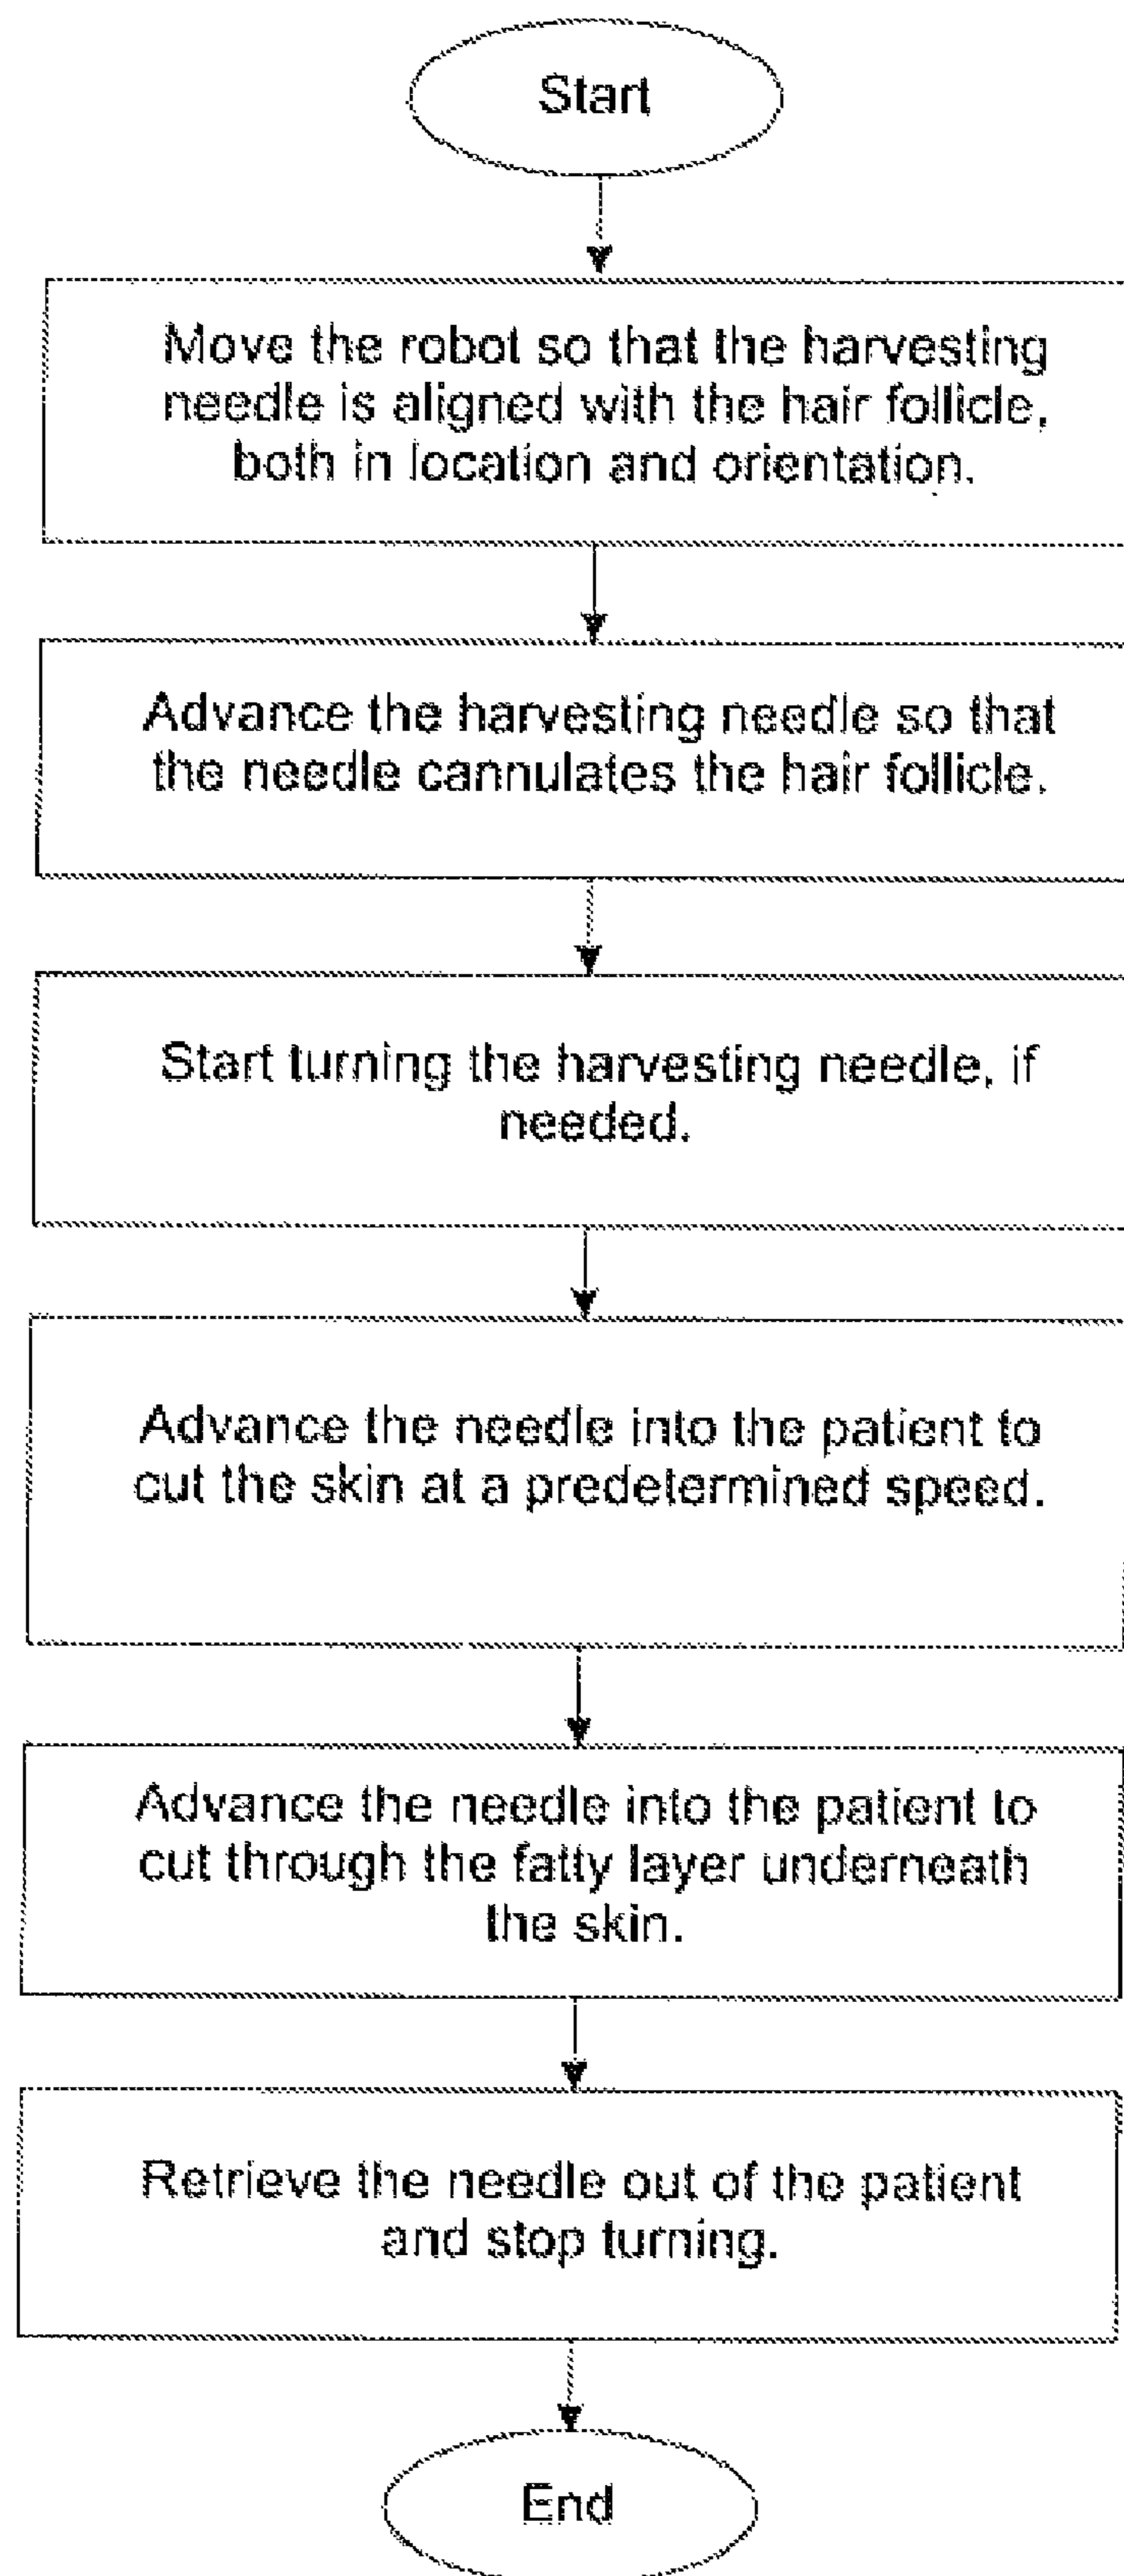 Start
Move the robot so that the harvesting
needle is aligned with the hair follicle,
both in location and orientation.
Advance the harvesting needle so that
the needle cannulates the hair follicle.
Start turning the harvesting needle, if
needed.
Advance the needle into the patient to
cut the skin at a predetermined speed.
Advance the needle into the patient to
cut through the fatty layer underneath
the skin.
Retrieve the needle out of the patient
and stop turning.
End